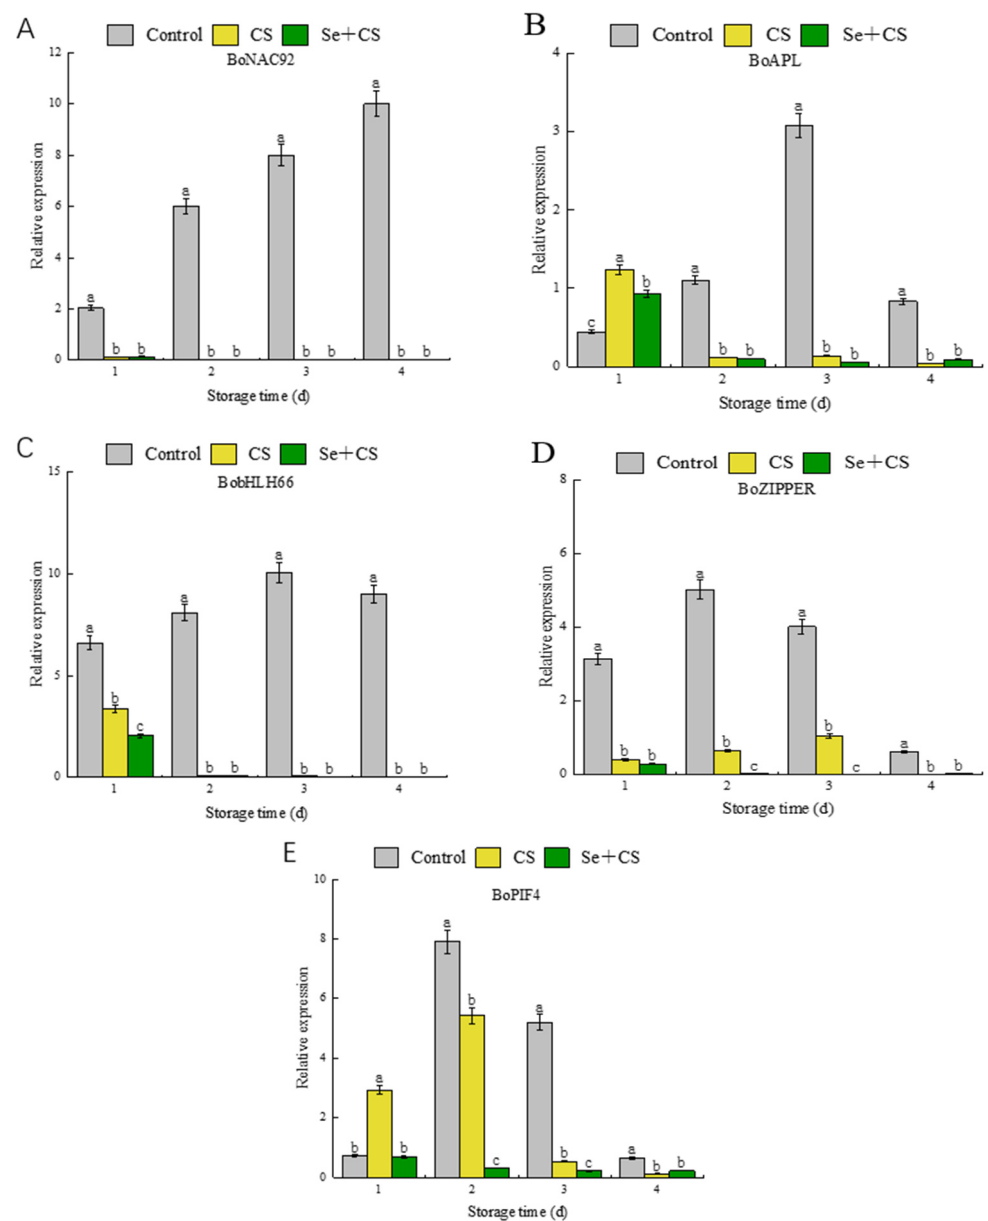 A
Control CS Se+CS
BoNAC92
12
10
8
6
4
2
0
Relative expression
a
b b
a
b b
a
b b
a
b b
1 2 3 4
Storage time (d)
B
Control CS Se+CS
BoAPL
4
3
2
1
0
Relative expression
c a b
a b b
a b b
a b b
1 2 3 4
Storage time (d)
C
Control CS Se+CS
BobHLH66
15
10
5
0
Relative expression
a b c
a b b
a b b
a b b
1 2 3 4
Storage time (d)
D
Control CS Se+CS
BoZIPPER
8
6
4
2
0
Relative expression
a b b
a b c
a b c
a b b
1 2 3 4
Storage time (d)
E
Control CS Se+CS
BoPIF4
10
8
6
4
2
0
Relative expression
b a b
a b c
a b c
a b b
1 2 3 4
Storage time (d)